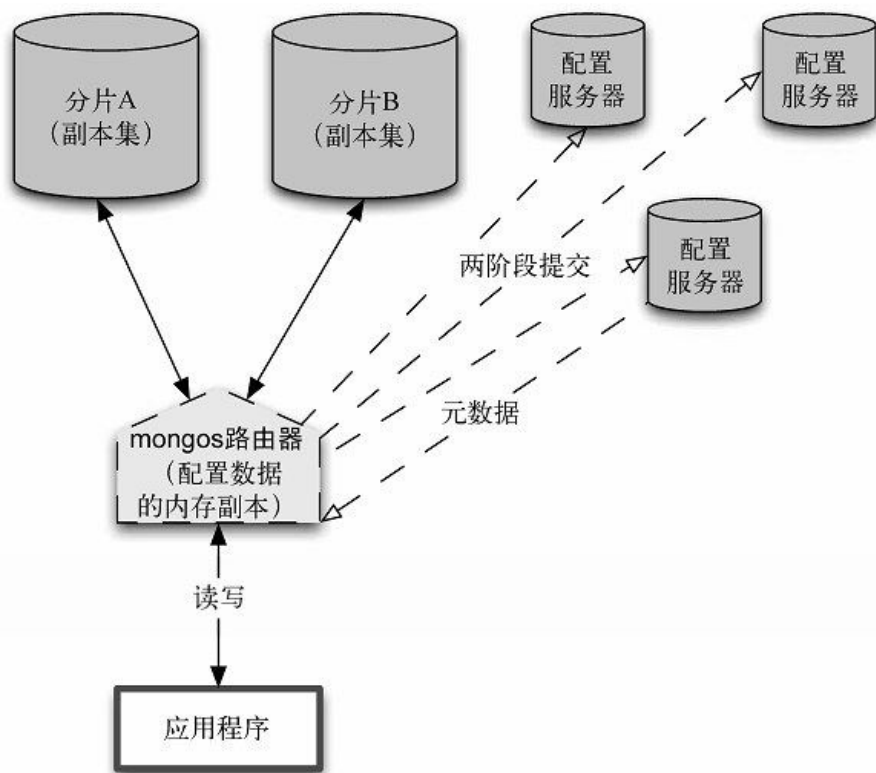 分片A
（副本集）
分片B
（副本集）
配置
服务器
配置
服务器
配置
服务器
两阶段提交
元数据
mongos路由器
（配置数据
的内存副本）
读写
应用程序